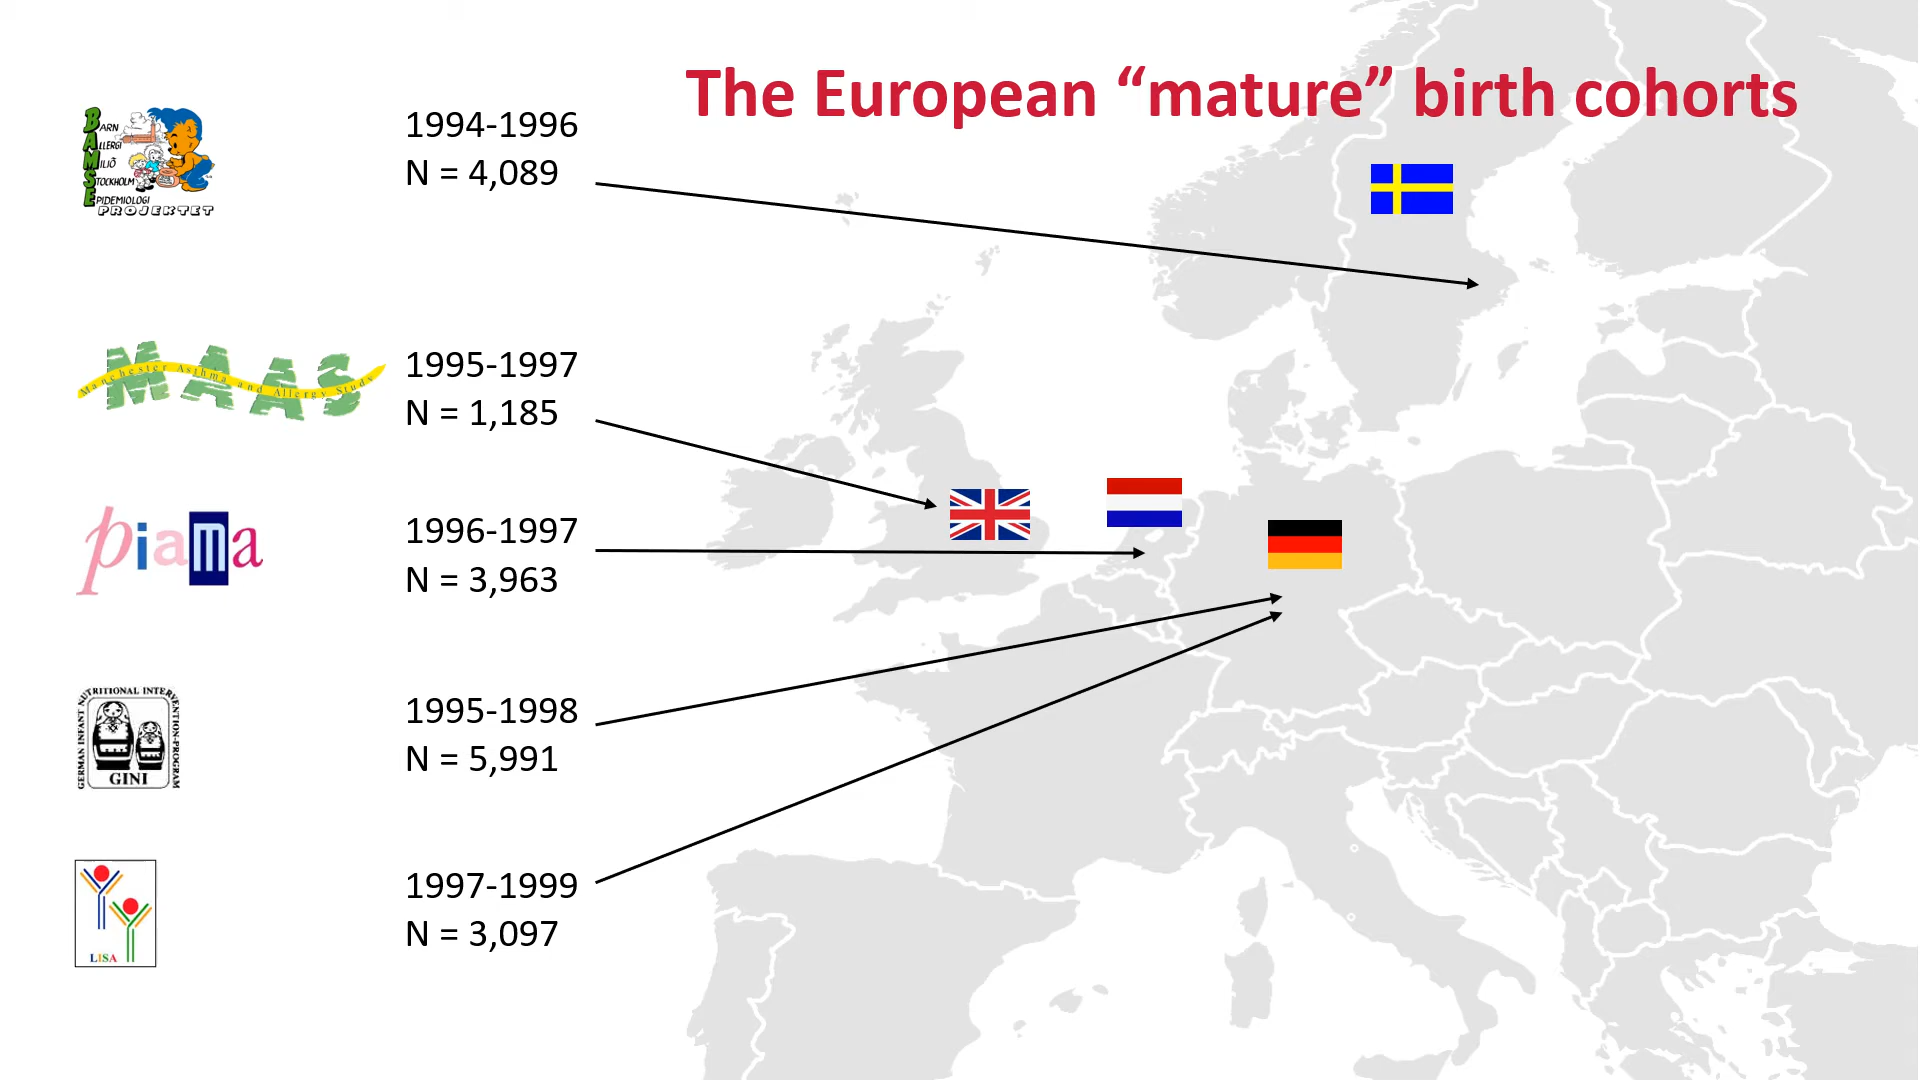 The European “mature” birth cohorts
BARN
ALLERGI
MILIÖ
STOCKHOLM
EPIDEMIOLOGI
PROJEKTET
1994-1996
N = 4,089
MAAS
Manchester Asthma and Allergy Study
1995-1997
N = 1,185
piama
1996-1997
N = 3,963
GERMAN INFANT NUTRITIONAL INTERVENTION-PROGRAM
GINI
1995-1998
N = 5,991
LISA
1997-1999
N = 3,097